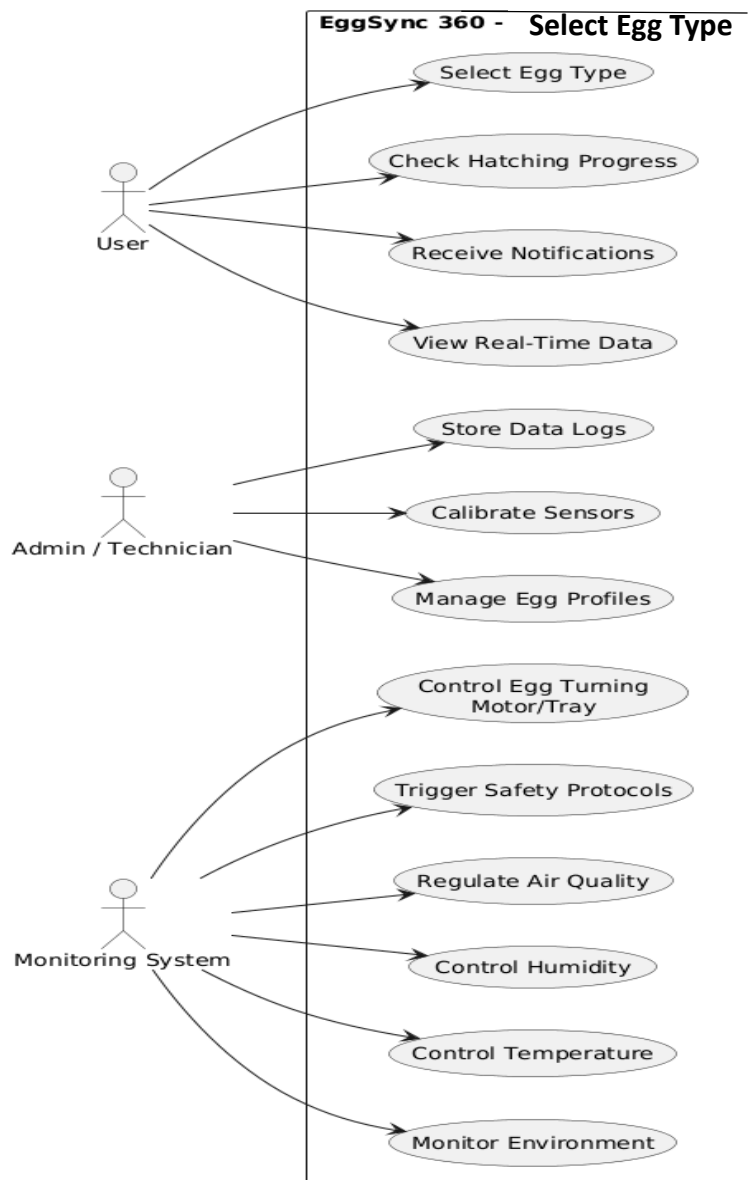 EggSync 360 - Select Egg Type
Select Egg Type
Check Hatching Progress
User
Receive Notifications
View Real-Time Data
Store Data Logs
Calibrate Sensors
Admin / Technician
Manage Egg Profiles
Control Egg Turning
Motor/Tray
Trigger Safety Protocols
Regulate Air Quality
Monitoring System
Control Humidity
Control Temperature
Monitor Environment